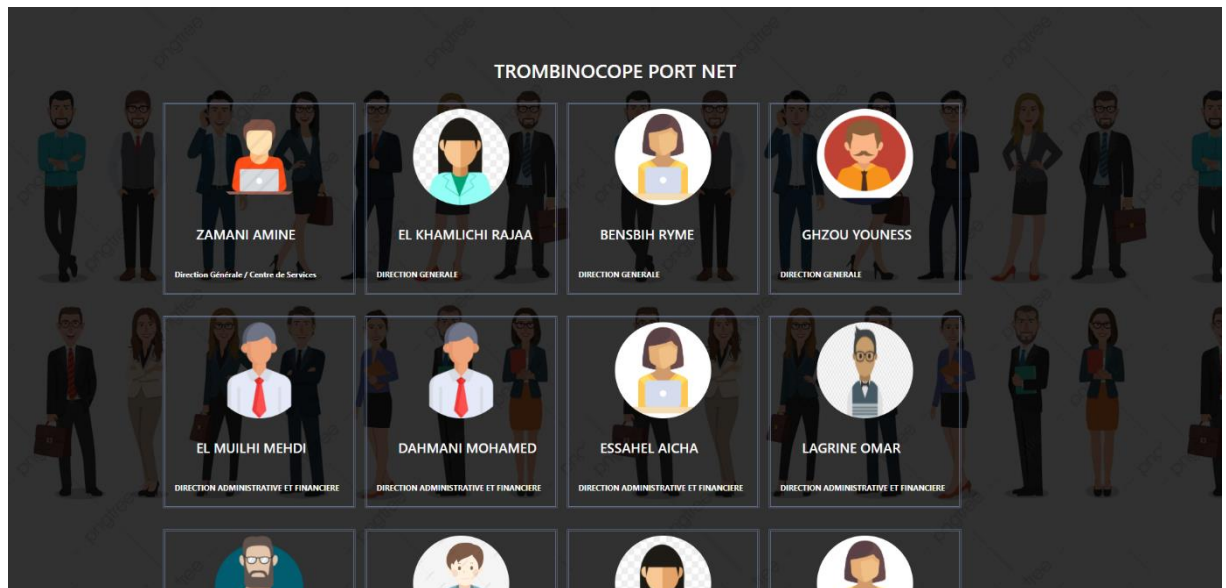 TROMBINOCOPE PORT NET
ZAMANI AMINE
EL KHAMLICHI RAJAA
BENSBIH RYME
GHZOU YOUNESS
Direction Générale / Centre de Services
DIRECTION GENERALE
DIRECTION GENERALE
DIRECTION GENERALE
EL MUILHI MEHDI
DAHMANI MOHAMED
ESSAHEL AICHA
LAGRINE OMAR
DIRECTION ADMINISTRATIVE ET FINANCIERE
DIRECTION ADMINISTRATIVE ET FINANCIERE
DIRECTION ADMINISTRATIVE ET FINANCIERE
DIRECTION ADMINISTRATIVE ET FINANCIERE